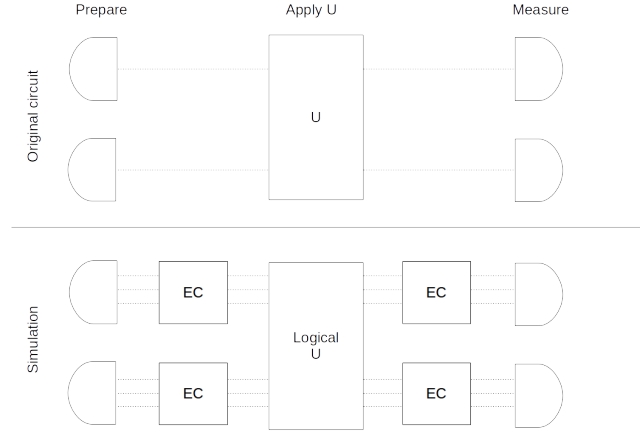 Prepare
Apply U
Measure
Original circuit
U
Simulation
EC
EC
Logical
U
EC
EC